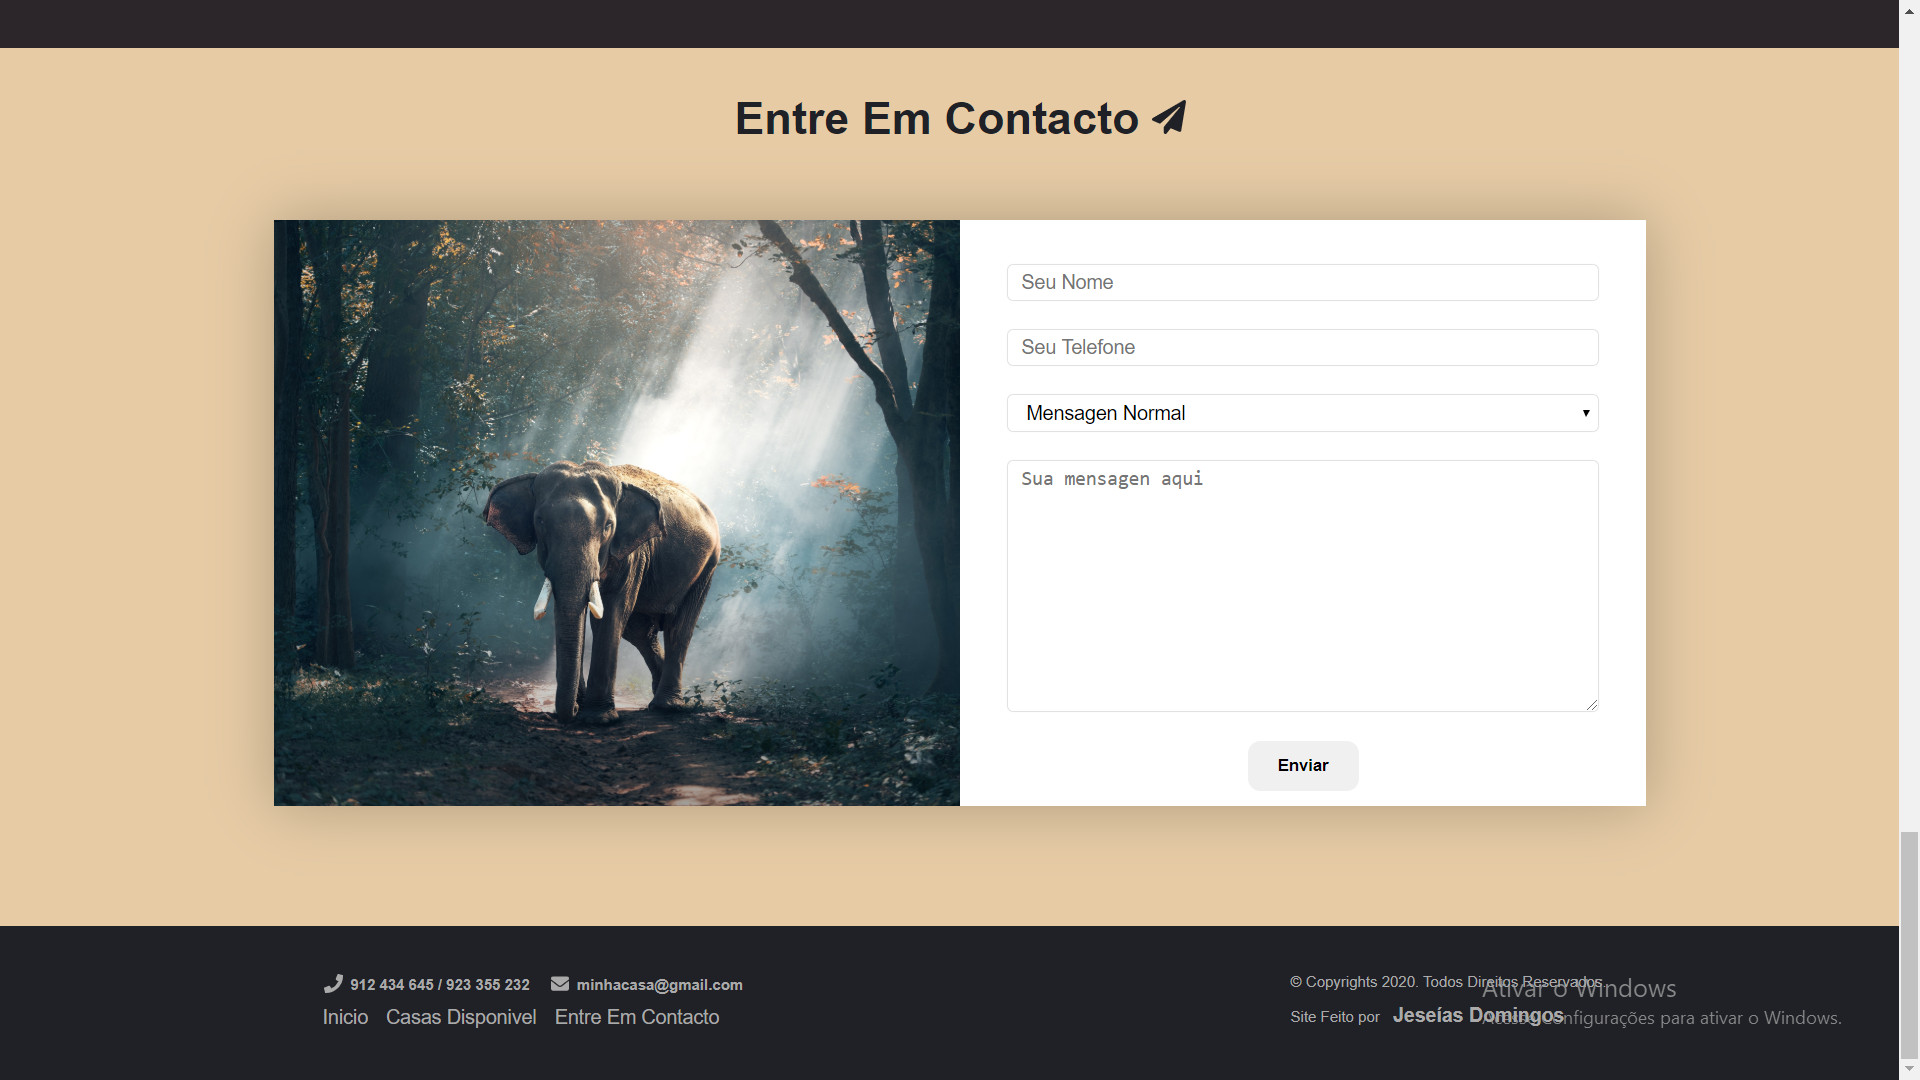 Entre Em Contacto
Seu Nome
Seu Telefone
Mensagen Normal
Sua mensagen aqui
Enviar
912 434 645 / 923 355 232 minhacasa@gmail.com
Inicio Casas Disponivel Entre Em Contacto
© Copyrights 2020. Todos Direitos Reservados
Site Feito por Jeseías Domingos
Ativar o Windows
Acesse Configurações para ativar o Windows.